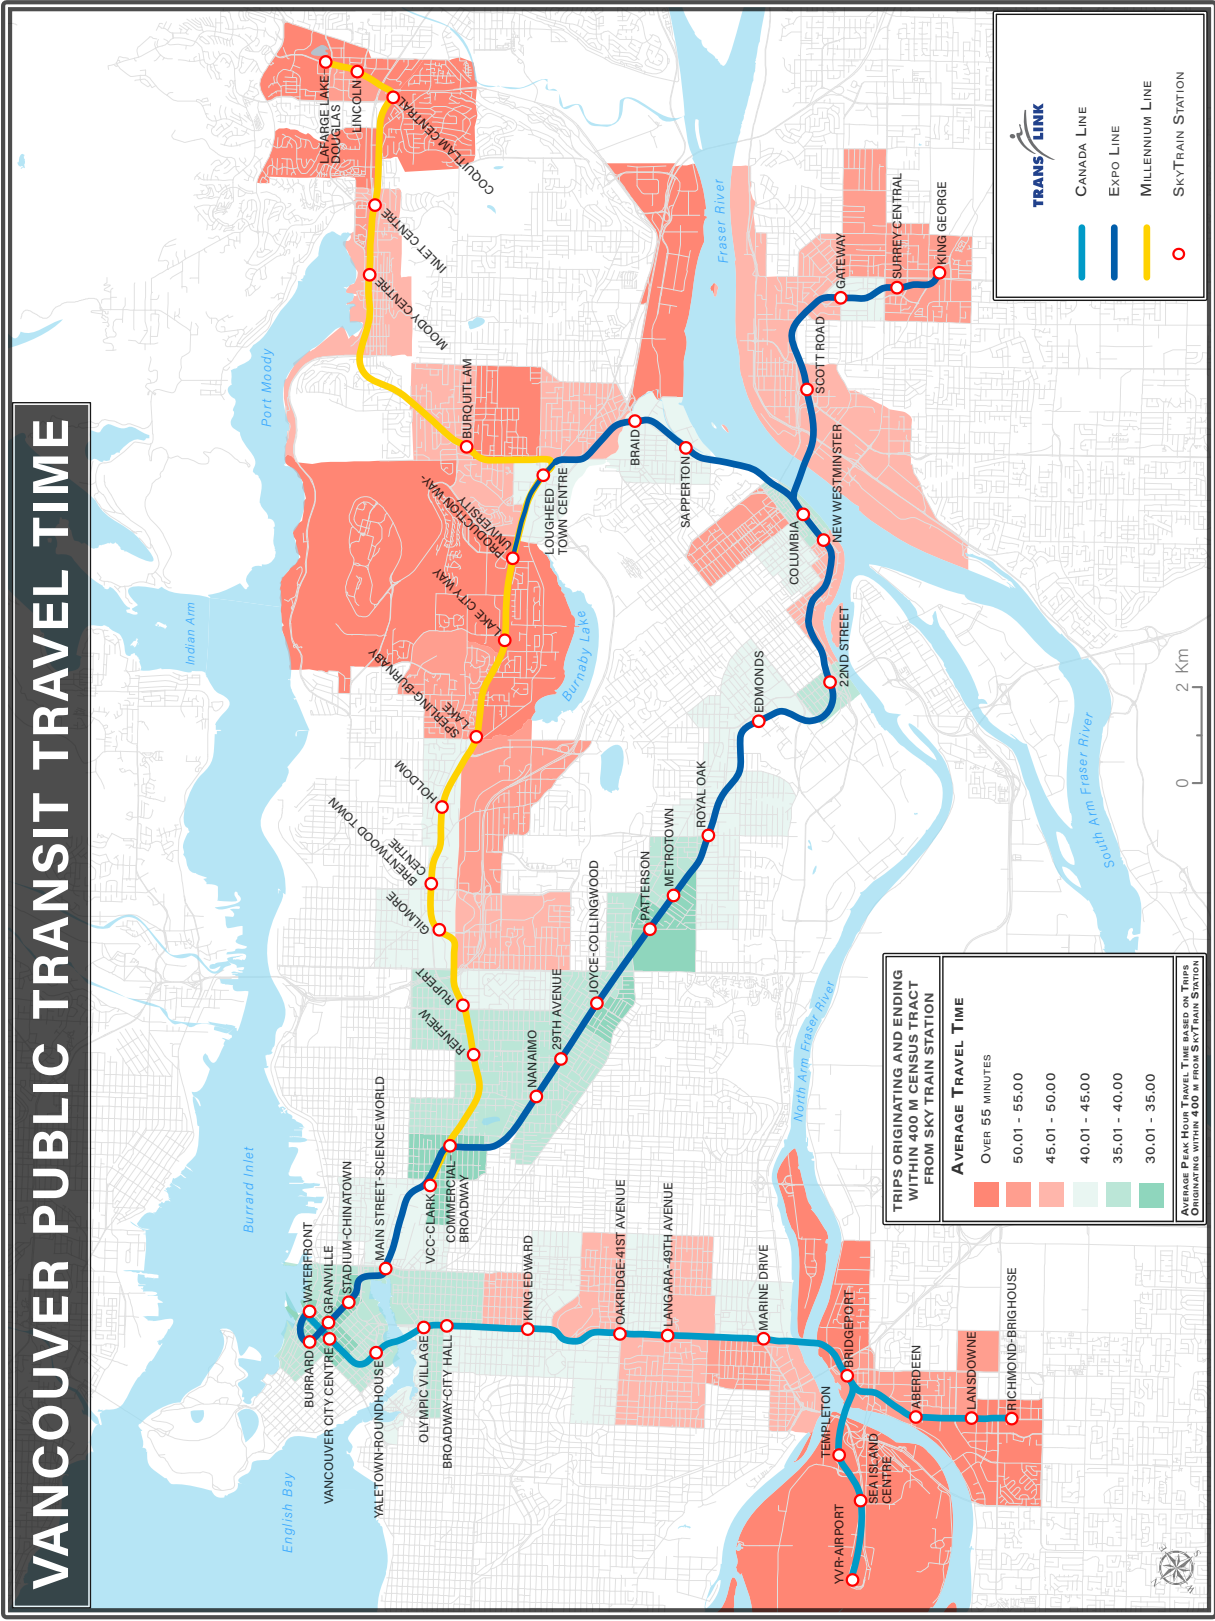 VANCOUVER PUBLIC TRANSIT TRAVEL TIME
English Bay
Burrard Inlet
Indian Arm
Port Moody
Burnaby Lake
Fraser River
North Arm Fraser River
South Arm Fraser River
WATERFRONT
BURRARD
GRANVILLE
VANCOUVER CITY CENTRE
STADIUM-CHINATOWN
YALETOWN-ROUNDHOUSE
MAIN STREET-SCIENCE WORLD
OLYMPIC VILLAGE
BROADWAY-CITY HALL
VCC-CLARK
COMMERCIAL-
BROADWAY
KING EDWARD
OAKRIDGE-41ST AVENUE
LANGARA-49TH AVENUE
MARINE DRIVE
BRIDGEPORT
TEMPLETON
SEA ISLAND
CENTRE
YVR-AIRPORT
ABERDEEN
LANSDOWNE
RICHMOND-BRIGHOUSE
RENFREW
RUPERT
GILMORE
BRENTWOOD TOWN
CENTRE
HOLDOM
SPERLING-BURNABY
LAKE
LAKE CITY WAY
PRODUCTION WAY-
UNIVERSITY
LOUGHEED
TOWN CENTRE
BURQUITLAM
MOODY CENTRE
INLET CENTRE
COQUITLAM CENTRAL
LINCOLN
LAFARGE LAKE-
DOUGLAS
NANAIMO
29TH AVENUE
JOYCE-COLLINGWOOD
PATTERSON
METROTOWN
ROYAL OAK
EDMONDS
22ND STREET
NEW WESTMINSTER
COLUMBIA
SAPPERTON
BRAID
SCOTT ROAD
GATEWAY
SURREY CENTRAL
KING GEORGE
TRIPS ORIGINATING AND ENDING
WITHIN 400 M CENSUS TRACT
FROM SKY TRAIN STATION
AVERAGE TRAVEL TIME
OVER 55 MINUTES
50.01 - 55.00
45.01 - 50.00
40.01 - 45.00
35.01 - 40.00
30.01 - 35.00
AVERAGE PEAK HOUR TRAVEL TIME BASED ON TRIPS
ORIGINATING WITHIN 400 M FROM SKYTRAIN STATION
0 2 Km
TRANS LINK
CANADA LINE
EXPO LINE
MILLENNIUM LINE
SKYTRAIN STATION
N
E
S
W